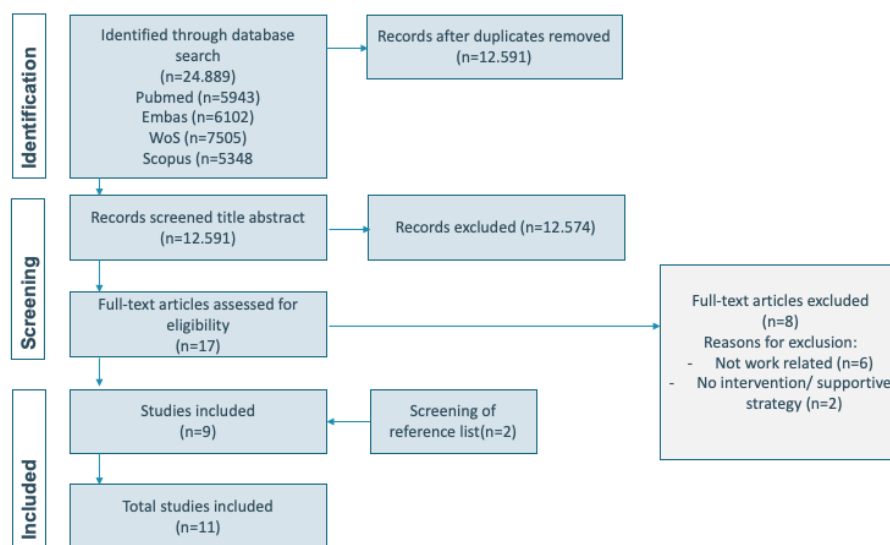 Identification
Identified through database
search
(n=24.889)
Pubmed (n=5943)
Embas (n=6102)
WoS (n=7505)
Scopus (n=5348
Records after duplicates removed
(n=12.591)
Screening
Records screened title abstract
(n=12.591)
Records excluded (n=12.574)
Full-text articles assessed for
eligibility
(n=17)
Full-text articles excluded
(n=8)
Reasons for exclusion:
- Not work related (n=6)
- No intervention/ supportive
strategy (n=2)
Included
Studies included
(n=9)
Screening of
reference list(n=2)
Total studies included
(n=11)